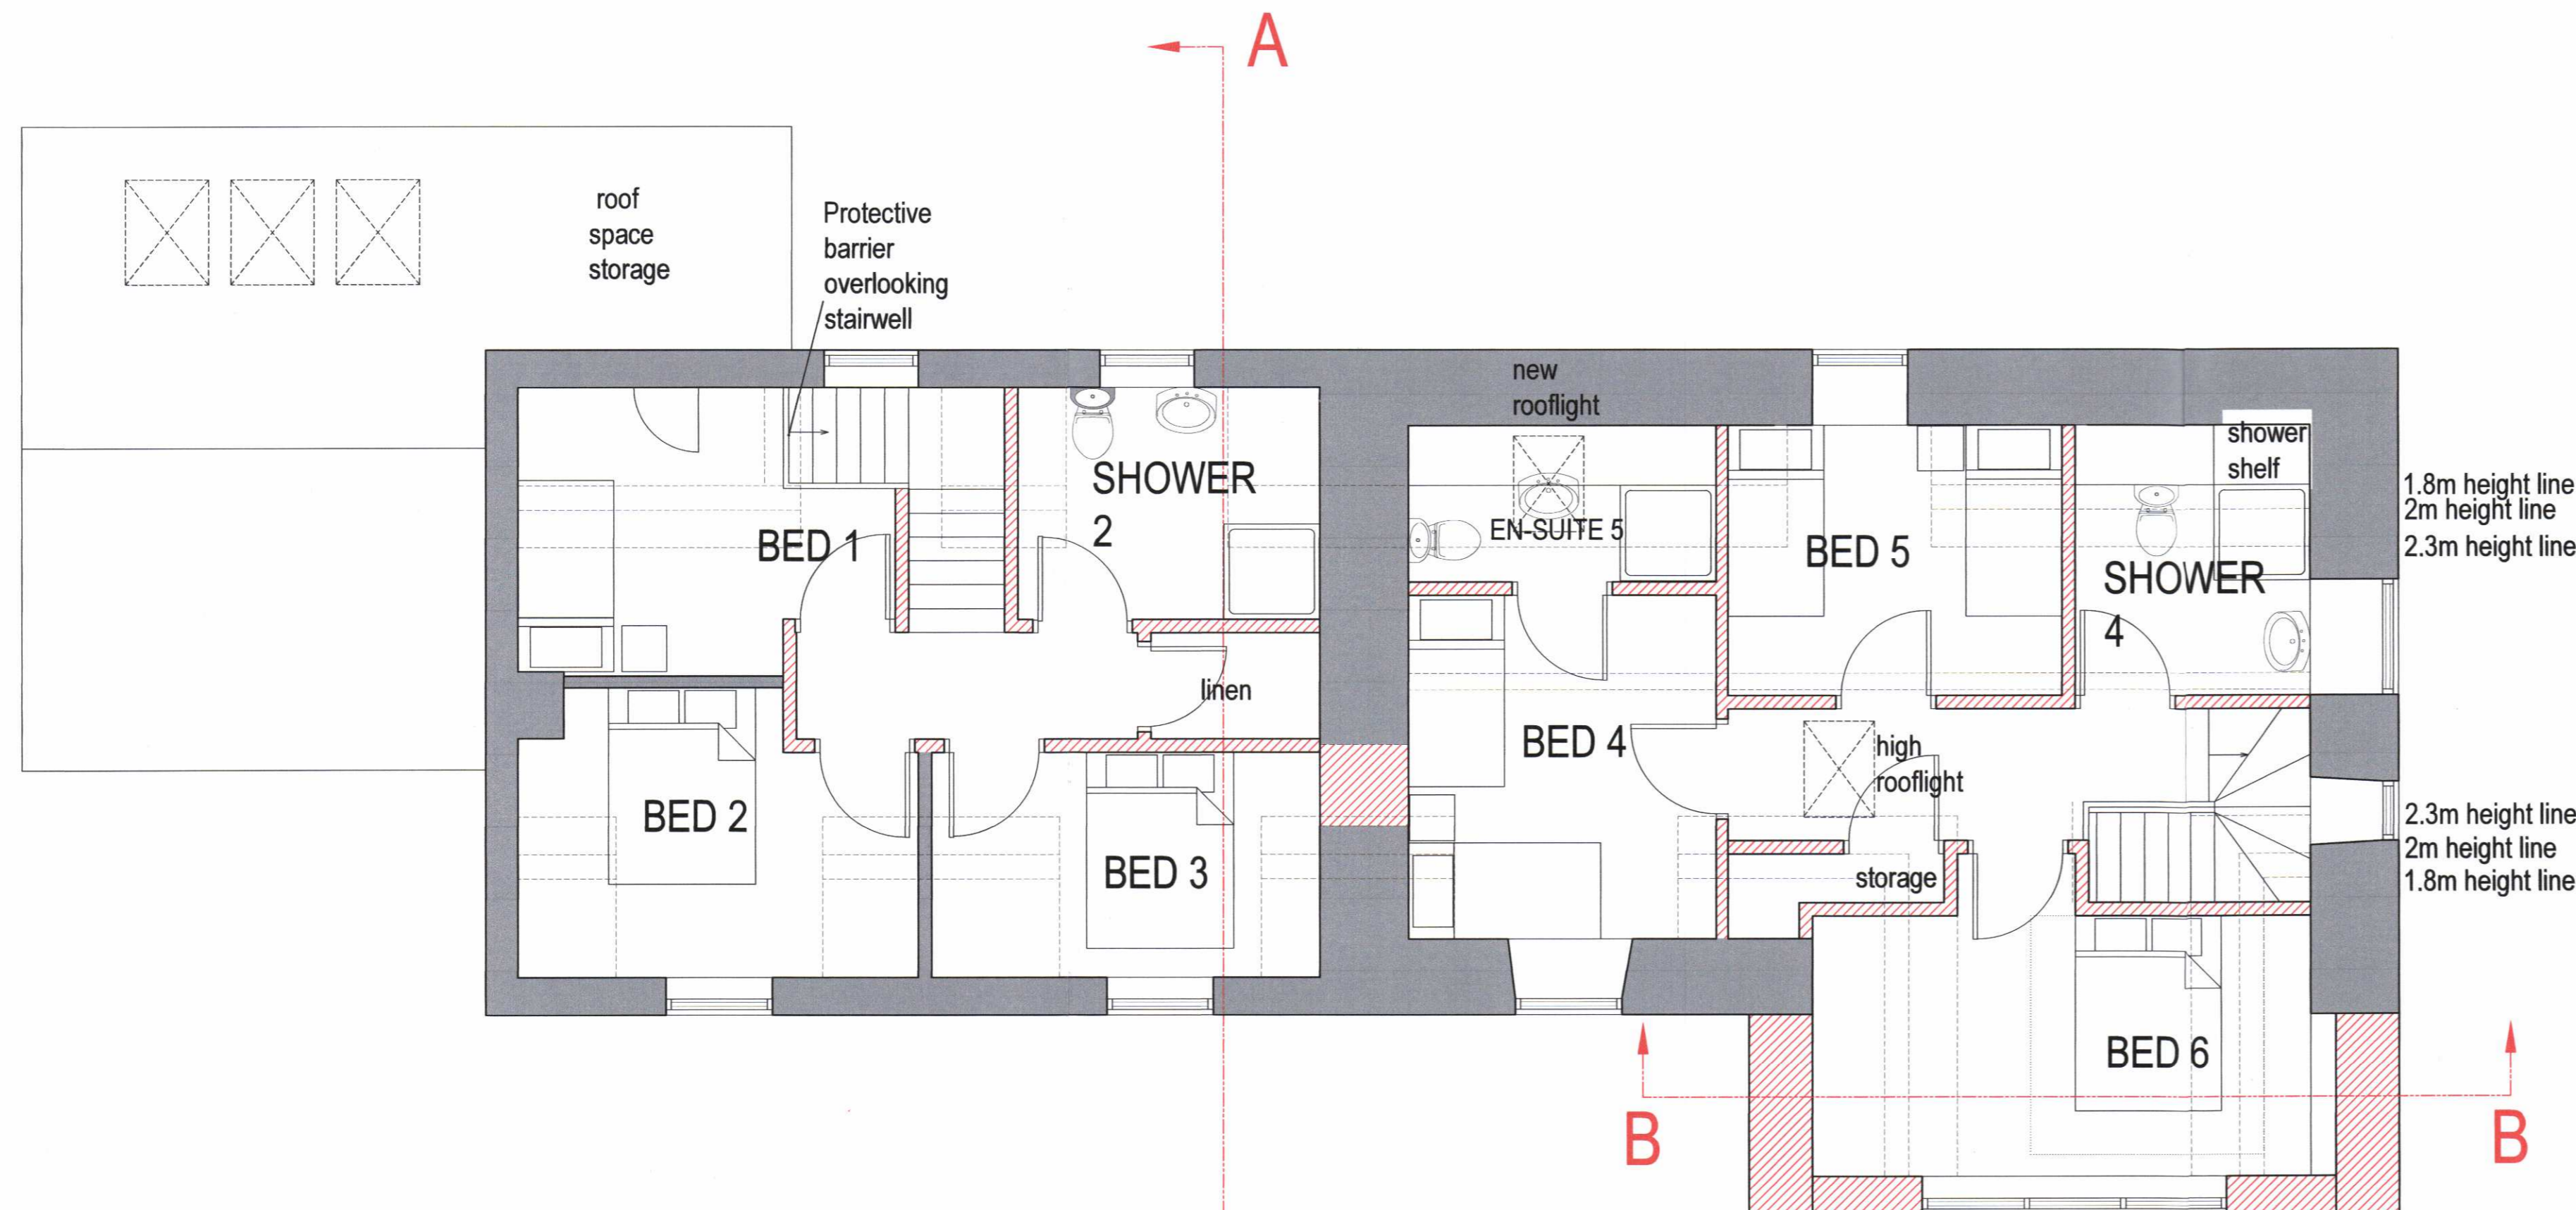 A
roof
space
storage
Protective
barrier
overlooking
stairwell
new
rooflight
shower
shelf
SHOWER
2
1.8m height line
2m height line
2.3m height line
BED 1
EN-SUITE 5
BED 5
SHOWER
4
linen
BED 4
high
rooflight
BED 2
BED 3
storage
2.3m height line
2m height line
1.8m height line
BED 6
B
B